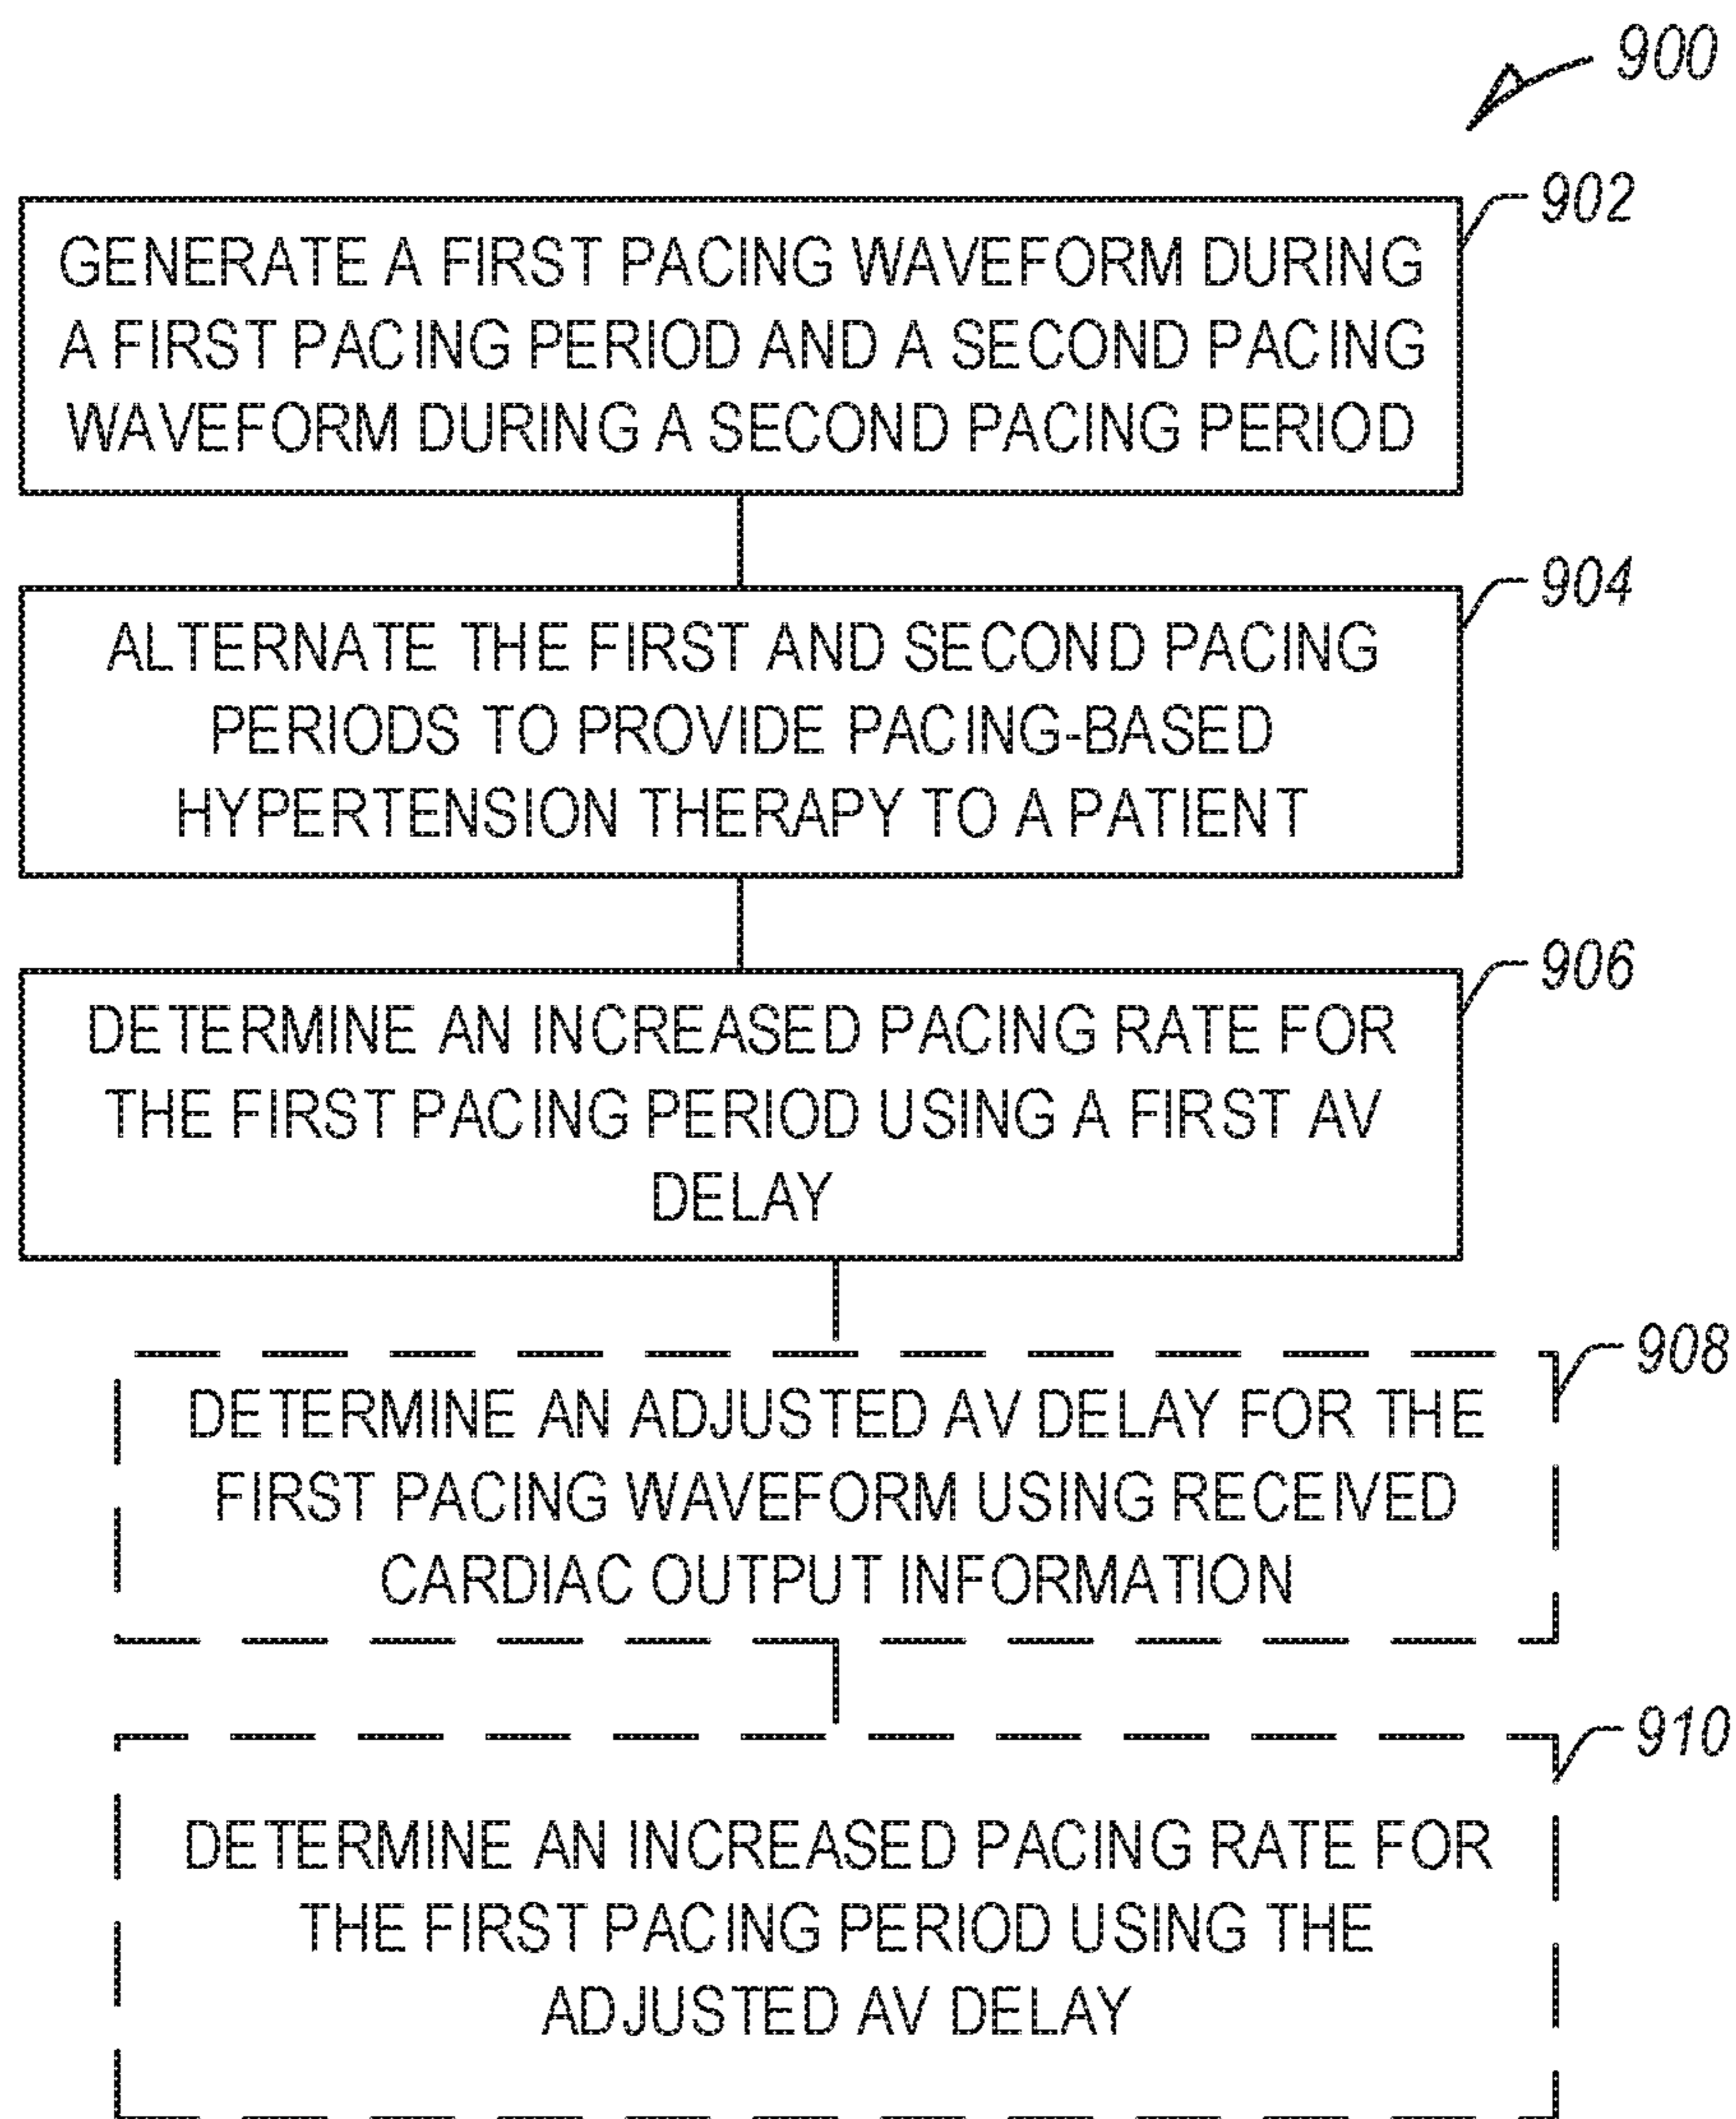 900
902
GENERATE A FIRST PACING WAVEFORM DURING
A FIRST PACING PERIOD AND A SECOND PACING
WAVEFORM DURING A SECOND PACING PERIOD
904
ALTERNATE THE FIRST AND SECOND PACING
PERIODS TO PROVIDE PACING-BASED
HYPERTENSION THERAPY TO A PATIENT
906
DETERMINE AN INCREASED PACING RATE FOR
THE FIRST PACING PERIOD USING A FIRST AV
DELAY
908
DETERMINE AN ADJUSTED AV DELAY FOR THE
FIRST PACING WAVEFORM USING RECEIVED
CARDIAC OUTPUT INFORMATION
910
DETERMINE AN INCREASED PACING RATE FOR
THE FIRST PACING PERIOD USING THE
ADJUSTED AV DELAY